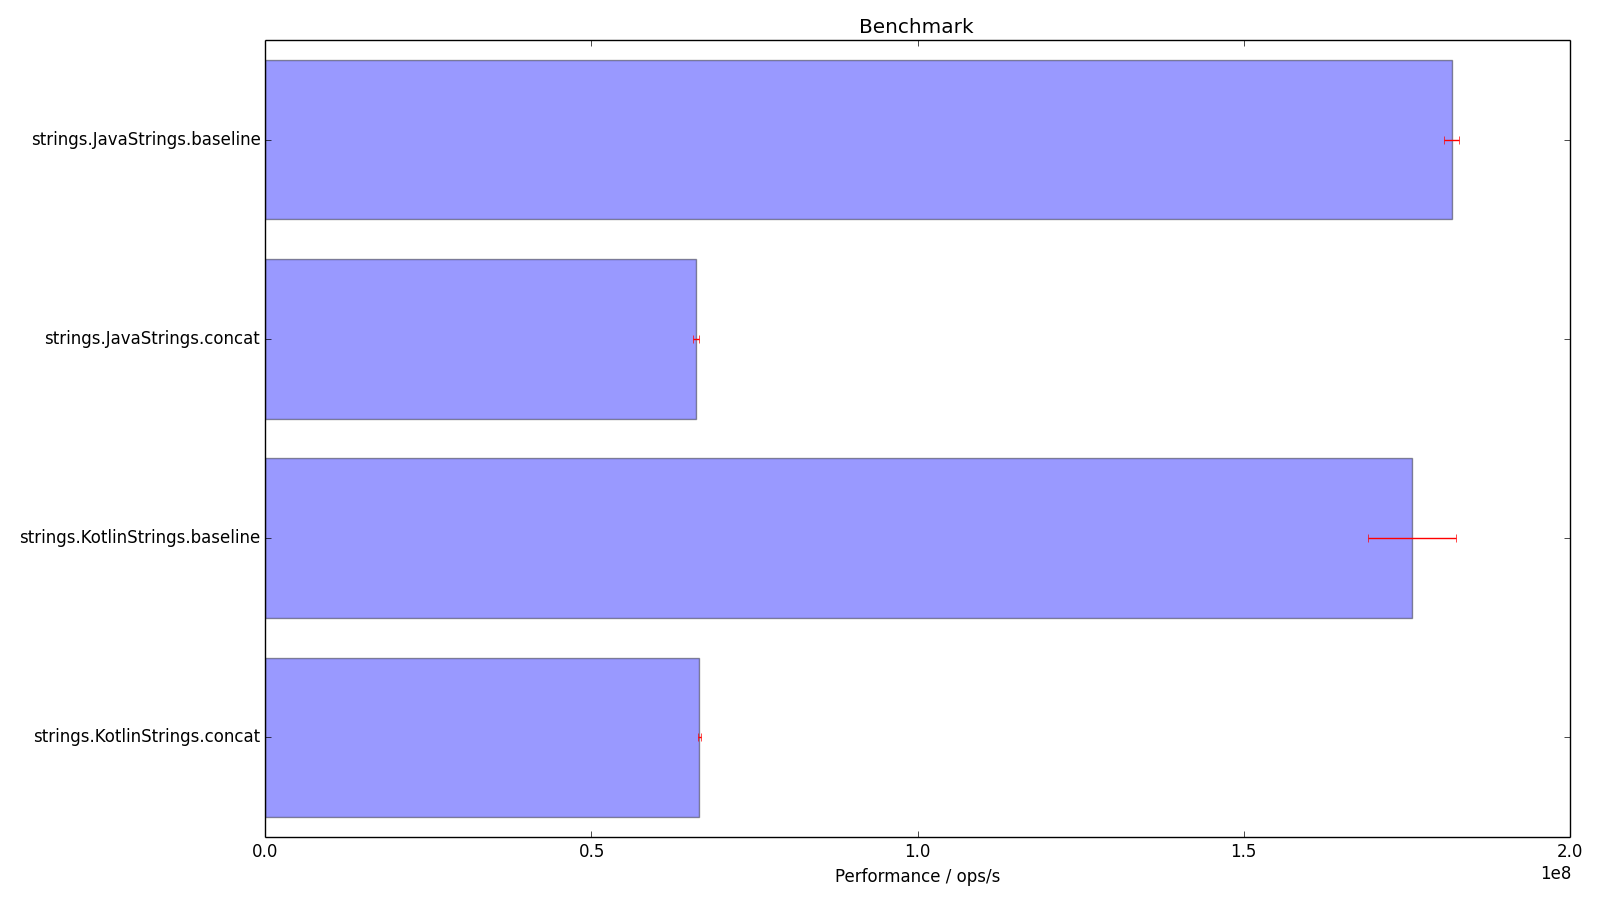 Benchmark
strings.JavaStrings.baseline
strings.JavaStrings.concat
strings.KotlinStrings.baseline
strings.KotlinStrings.concat
0.0 0.5 1.0 1.5 2.0
1e8
Performance / ops/s